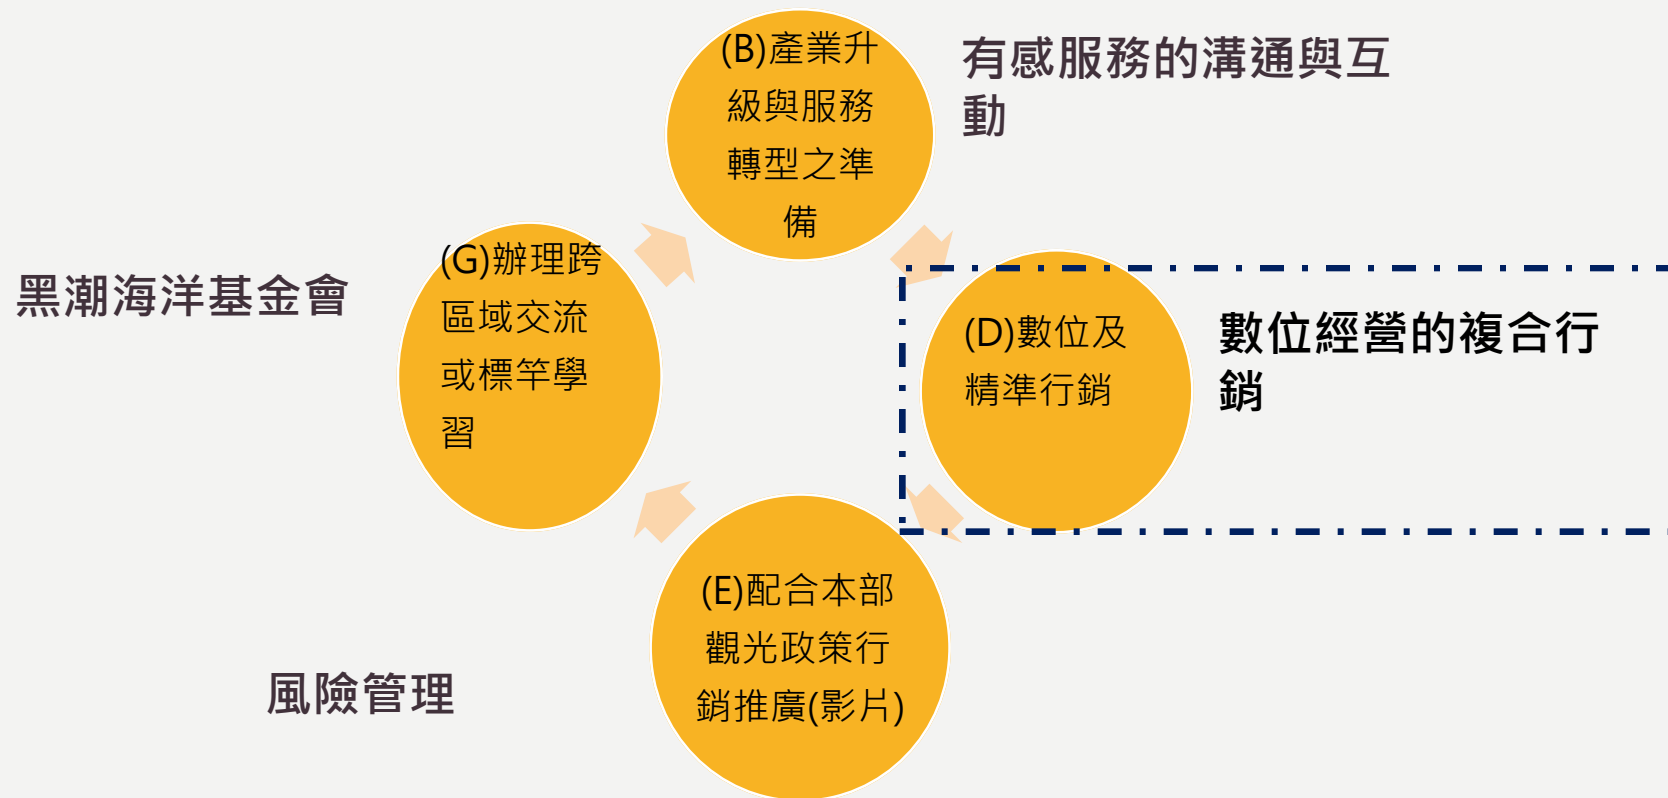 (B)產業升
級與服務
轉型之準
備
有感服務的溝通與互
動
(G)辦理跨
區域交流
或標竿學
習
黑潮海洋基金會
(D)數位及
精準行銷
數位經營的複合行
銷
(E)配合本部
觀光政策行
銷推廣(影片)
風險管理